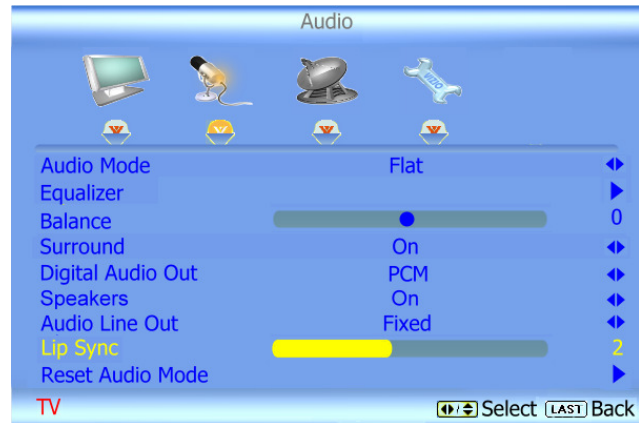 Audio
VIZIO
Audio Mode Flat
Equalizer
Balance 0
Surround On
Digital Audio Out PCM
Speakers On
Audio Line Out Fixed
Lip Sync 2
Reset Audio Mode
TV Select LAST Back